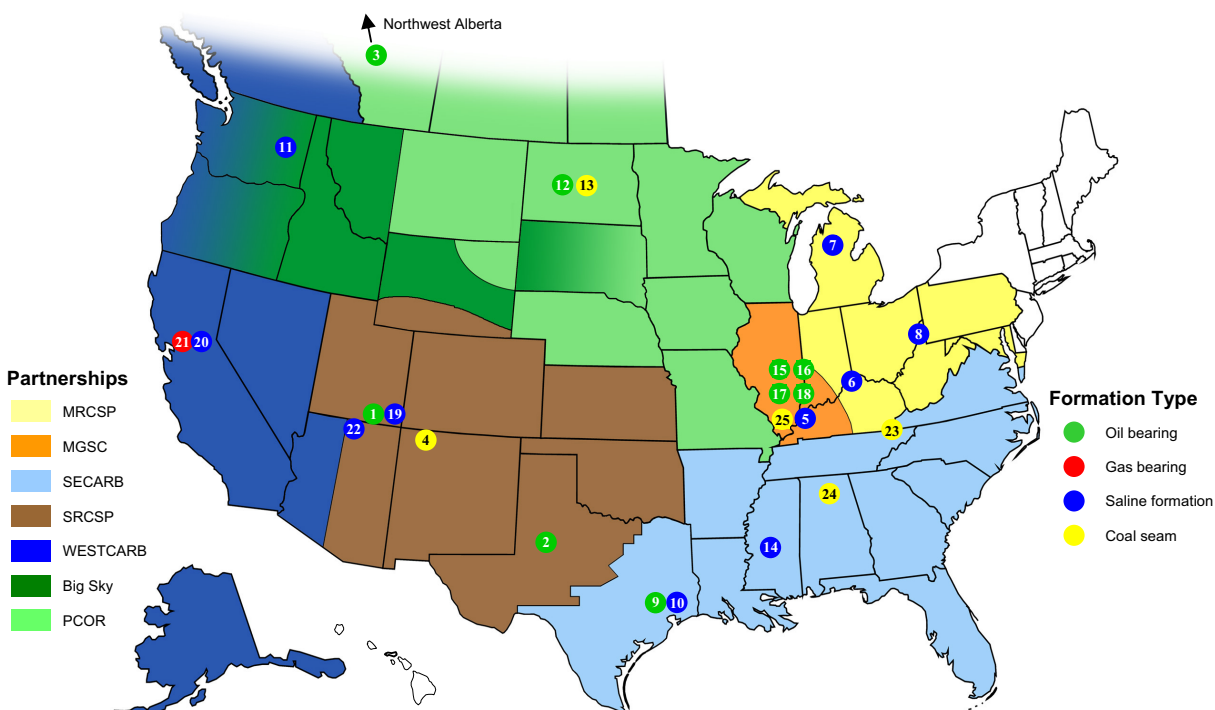 Northwest Alberta
3
11
12 13
7
21 20
8
15 16
6
17 18
1 19
25 5
22
4
23
24
2
14
9 10
Partnerships
MRCSP
MGSC
SECARB
SRCSP
WESTCARB
Big Sky
PCOR
Formation Type
Oil bearing
Gas bearing
Saline formation
Coal seam